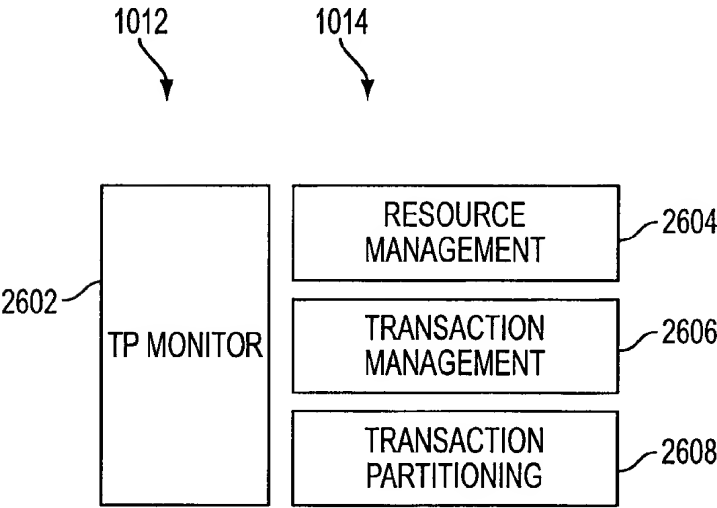 1012
1014
RESOURCE
MANAGEMENT
2604
2602
TP MONITOR
TRANSACTION
MANAGEMENT
2606
TRANSACTION
PARTITIONING
2608